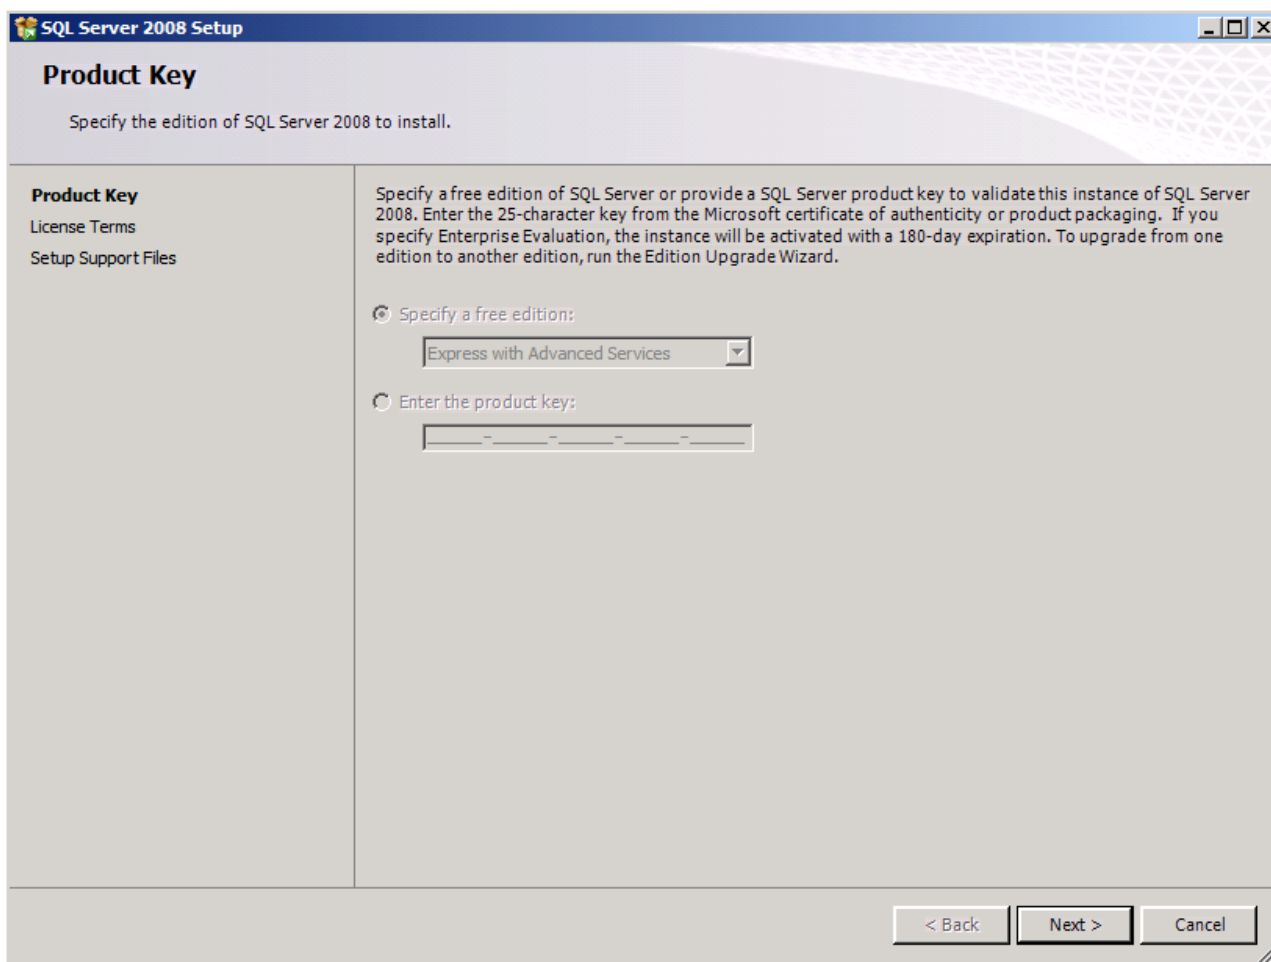 SQL Server 2008 Setup
Product Key
Specify the edition of SQL Server 2008 to install.
Product Key
License Terms
Setup Support Files
Specify a free edition of SQL Server or provide a SQL Server product key to validate this instance of SQL Server
2008. Enter the 25-character key from the Microsoft certificate of authenticity or product packaging.  If you
specify Enterprise Evaluation, the instance will be activated with a 180-day expiration. To upgrade from one
edition to another edition, run the Edition Upgrade Wizard.
Specify a free edition:
Express with Advanced Services
Enter the product key:
_____-_____-_____-_____-_____
< Back
Next >
Cancel